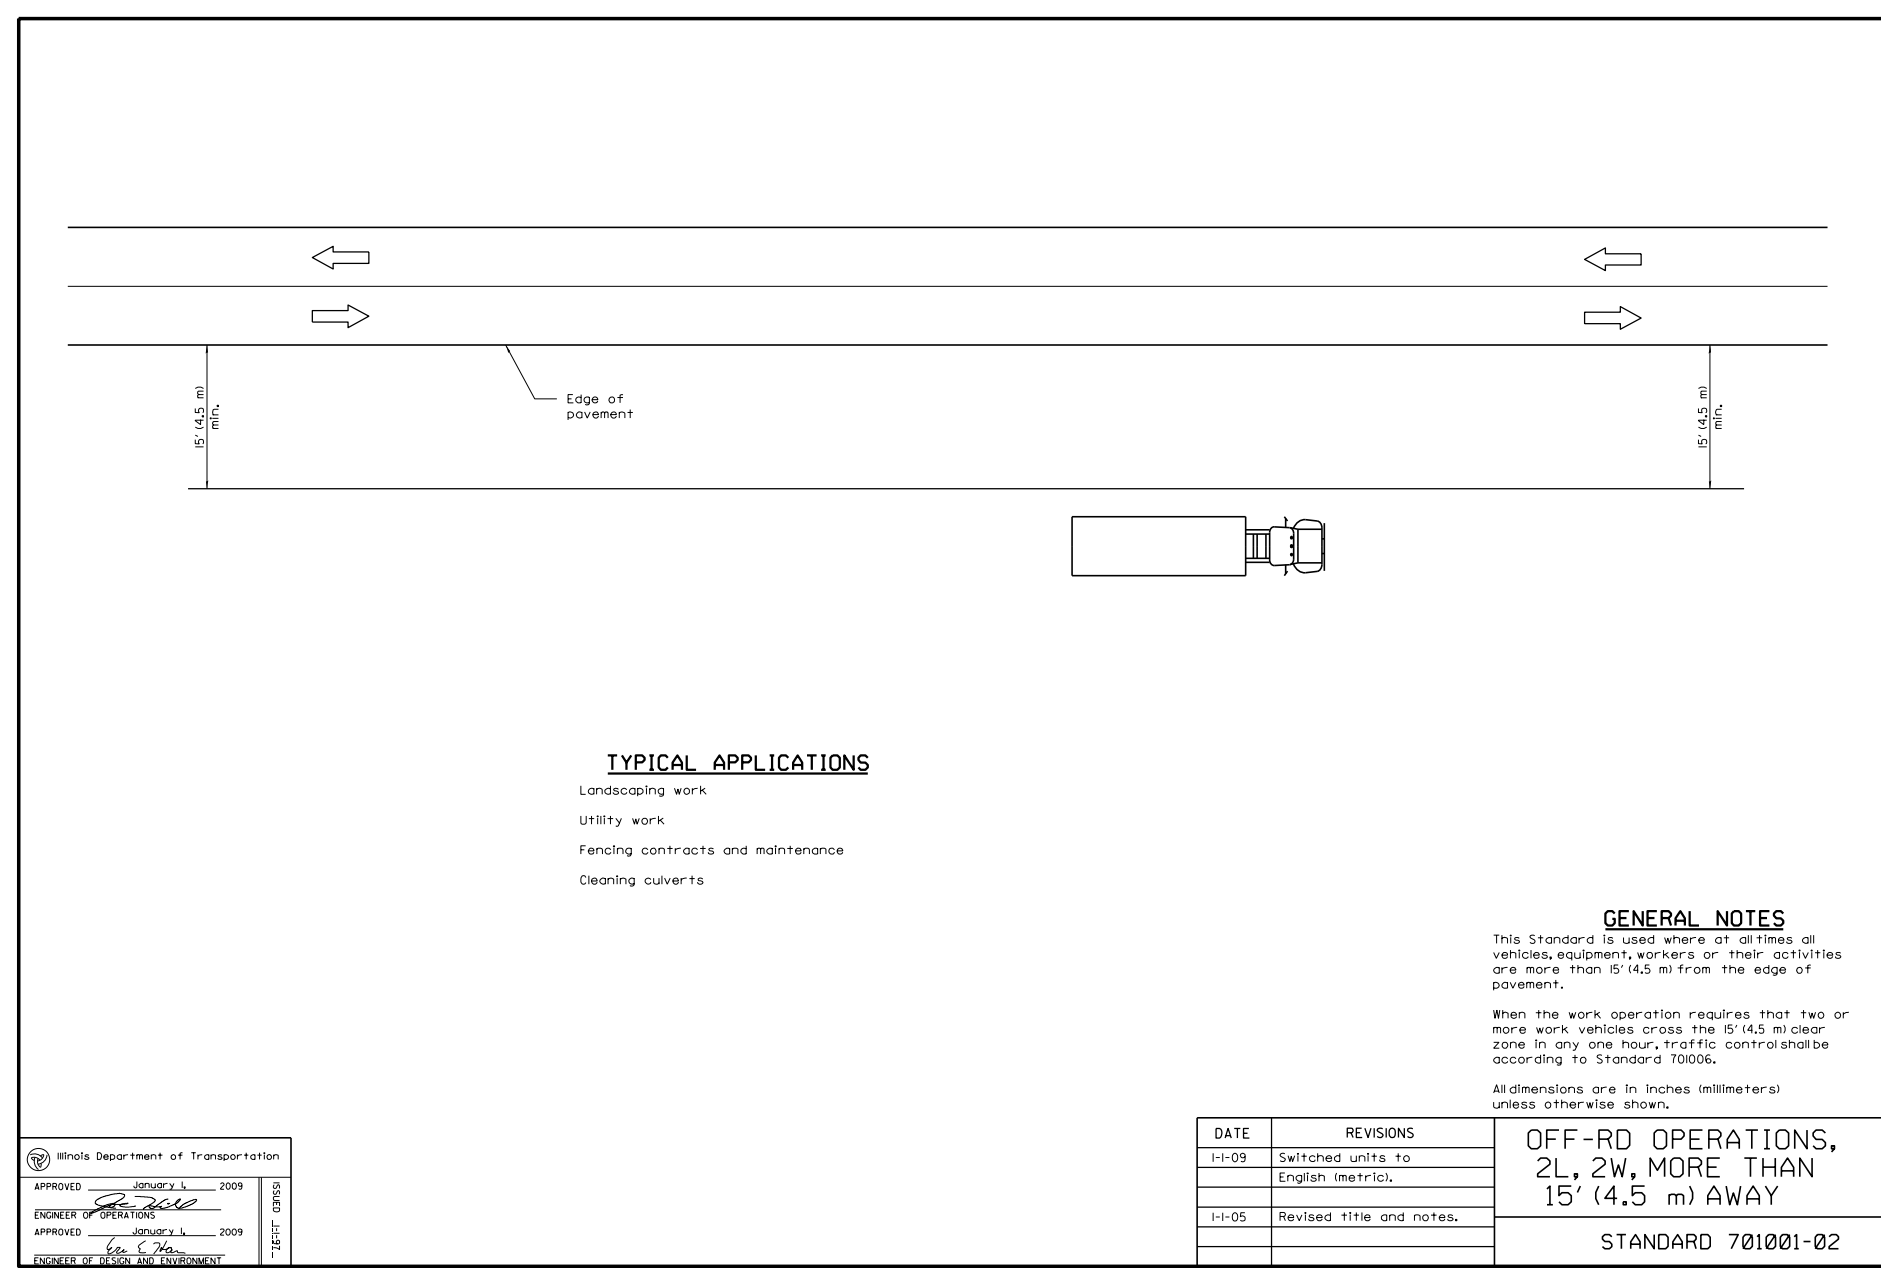 15' (4.5 m)
min.
Edge of
pavement
15' (4.5 m)
min.
TYPICAL APPLICATIONS
Landscaping work
Utility work
Fencing contracts and maintenance
Cleaning culverts
GENERAL NOTES
This Standard is used where at all times all
vehicles, equipment, workers or their activities
are more than 15' (4.5 m) from the edge of
pavement.
When the work operation requires that two or
more work vehicles cross the 15' (4.5 m) clear
zone in any one hour, traffic control shall be
according to Standard 701006.
All dimensions are in inches (millimeters)
unless otherwise shown.
Illinois Department of Transportation
APPROVED January 1, 2009
ENGINEER OF OPERATIONS
APPROVED January 1, 2009
ENGINEER OF DESIGN AND ENVIRONMENT
ISSUED 1-1-97
DATE REVISIONS
1-1-09 Switched units to
English (metric).
1-1-05 Revised title and notes.
OFF-RD OPERATIONS,
2L, 2W, MORE THAN
15' (4.5 m) AWAY
STANDARD 701001-02